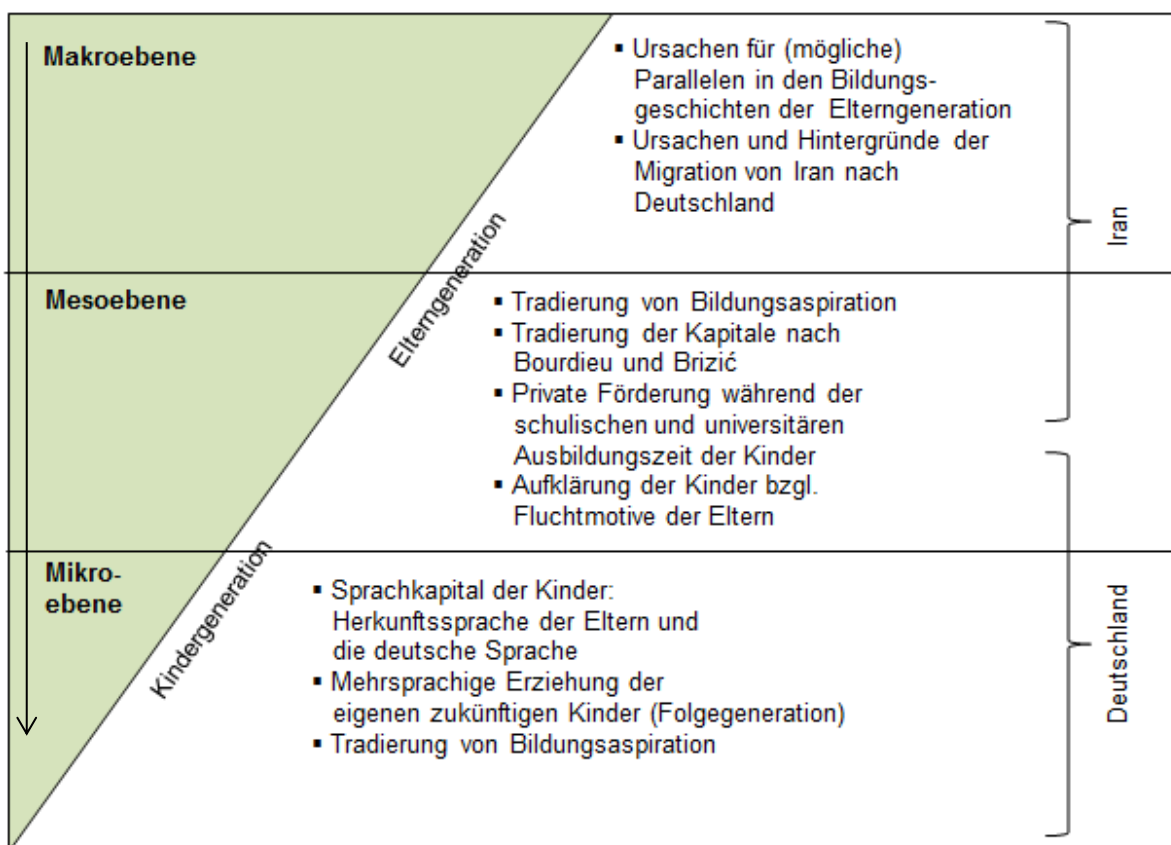 Makroebene
▪ Ursachen für (mögliche)
Parallelen in den Bildungs-
geschichten der Elterngeneration
▪ Ursachen und Hintergründe der
Migration von Iran nach
Deutschland
Iran
Elterngeneration
Mesoebene
▪ Tradierung von Bildungsaspiration
▪ Tradierung der Kapitale nach
Bourdieu und Brizić
▪ Private Förderung während der
schulischen und universitären
Ausbildungszeit der Kinder
▪ Aufklärung der Kinder bzgl.
Fluchtmotive der Eltern
Deutschland
Kindergeneration
Mikro-
ebene
▪ Sprachkapital der Kinder:
Herkunftssprache der Eltern und
die deutsche Sprache
▪ Mehrsprachige Erziehung der
eigenen zukünftigen Kinder (Folgegeneration)
▪ Tradierung von Bildungsaspiration